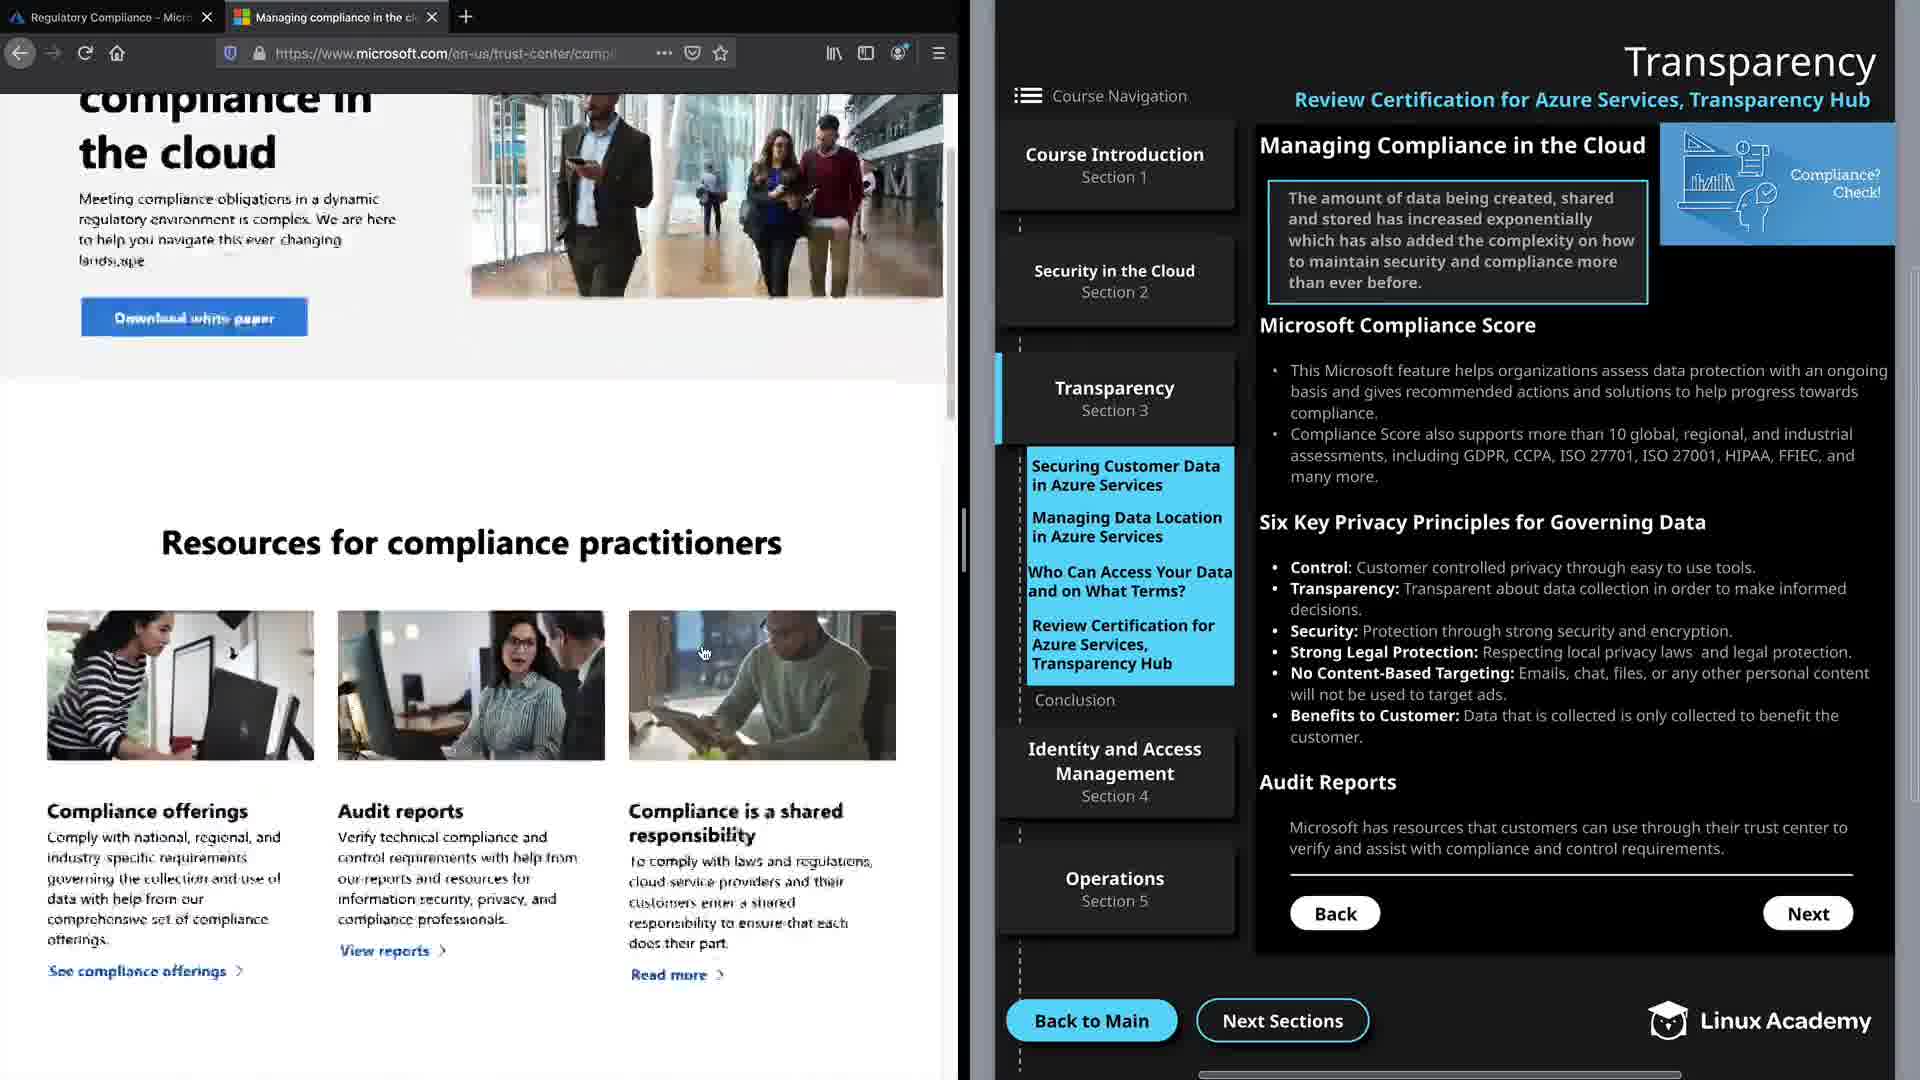 Regulatory Compliance - Micro
Managing compliance in the cl
https://www.microsoft.com/en-us/trust-center/compl
compliance in
the cloud
Meeting compliance obligations in a dynamic
regulatory environment is complex. We are here
to help you navigate this ever changing
landscape
Download white paper
Resources for compliance practitioners
Compliance offerings
Comply with national, regional, and
industry specific requirements
governing the collection and use of
data with help from our
comprehensive set of compliance
offerings.
See compliance offerings
Audit reports
Verify technical compliance and
control requirements with help from
our reports and resources for
information security, privacy, and
compliance professionals.
View reports
Compliance is a shared
responsibility
To comply with laws and regulations,
cloud service providers and their
customers enter a shared
responsibility to ensure that each
does their part.
Read more
Transparency
Review Certification for Azure Services, Transparency Hub
Course Navigation
Course Introduction
Section 1
Security in the Cloud
Section 2
Transparency
Section 3
Securing Customer Data
in Azure Services
Managing Data Location
in Azure Services
Who Can Access Your Data
and on What Terms?
Review Certification for
Azure Services,
Transparency Hub
Conclusion
Identity and Access
Management
Section 4
Operations
Section 5
Managing Compliance in the Cloud
Compliance?
Check!
The amount of data being created, shared
and stored has increased exponentially
which has also added the complexity on how
to maintain security and compliance more
than ever before.
Microsoft Compliance Score
• This Microsoft feature helps organizations assess data protection with an ongoing
basis and gives recommended actions and solutions to help progress towards
compliance.
• Compliance Score also supports more than 10 global, regional, and industrial
assessments, including GDPR, CCPA, ISO 27701, ISO 27001, HIPAA, FFIEC, and
many more.
Six Key Privacy Principles for Governing Data
• Control: Customer controlled privacy through easy to use tools.
• Transparency: Transparent about data collection in order to make informed
decisions.
• Security: Protection through strong security and encryption.
• Strong Legal Protection: Respecting local privacy laws and legal protection.
• No Content-Based Targeting: Emails, chat, files, or any other personal content
will not be used to target ads.
• Benefits to Customer: Data that is collected is only collected to benefit the
customer.
Audit Reports
Microsoft has resources that customers can use through their trust center to
verify and assist with compliance and control requirements.
Back
Next
Back to Main
Next Sections
Linux Academy